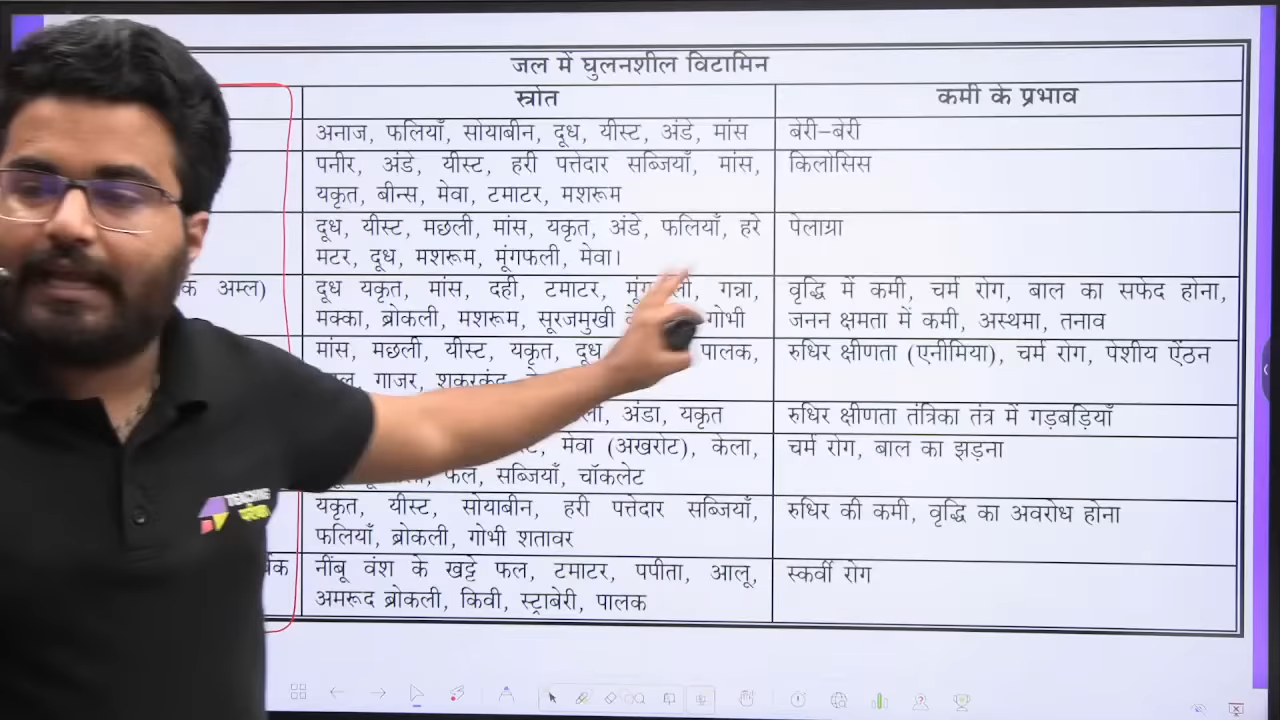 जल में घुलनशील विटामिन
स्त्रोत
कमी के प्रभाव
अनाज, फलियाँ, सोयाबीन, दूध, यीस्ट, अंडे, मांस
बेरी-बेरी
पनीर, अंडे, यीस्ट, हरी पत्तेदार सब्जियाँ, मांस,
यकृत, बीन्स, मेवा, टमाटर, मशरूम
किलोसिस
दूध, यीस्ट, मछली, मांस, यकृत, अंडे, फलियाँ, हरे
मटर, दूध, मशरूम, मूंगफली, मेवा।
पेलाग्रा
अम्ल)
दूध यकृत, मांस, दही, टमाटर, गन्ना,
मक्का, ब्रोकली, मशरूम, सूरजमुखी गोभी
वृद्धि में कमी, चर्म रोग, बाल का सफेद होना,
जनन क्षमता में कमी, अस्थमा, तनाव
मांस, मछली, यीस्ट, यकृत, दूध पालक,
गाजर, शकरकंद
रुधिर क्षीणता (एनीमिया), चर्म रोग, पेशीय ऐंठन
अंडा, यकृत
रुधिर क्षीणता तंत्रिका तंत्र में गड़बड़ियाँ
मेवा (अखरोट), केला,
फल, सब्जियाँ, चॉकलेट
चर्म रोग, बाल का झड़ना
यकृत, यीस्ट, सोयाबीन, हरी पत्तेदार सब्जियाँ,
फलियाँ, ब्रोकली, गोभी शतावर
रुधिर की कमी, वृद्धि का अवरोध होना
नींबू वंश के खट्टे फल, टमाटर, पपीता, आलू,
अमरूद ब्रोकली, किवी, स्ट्राबेरी, पालक
स्कर्वी रोग